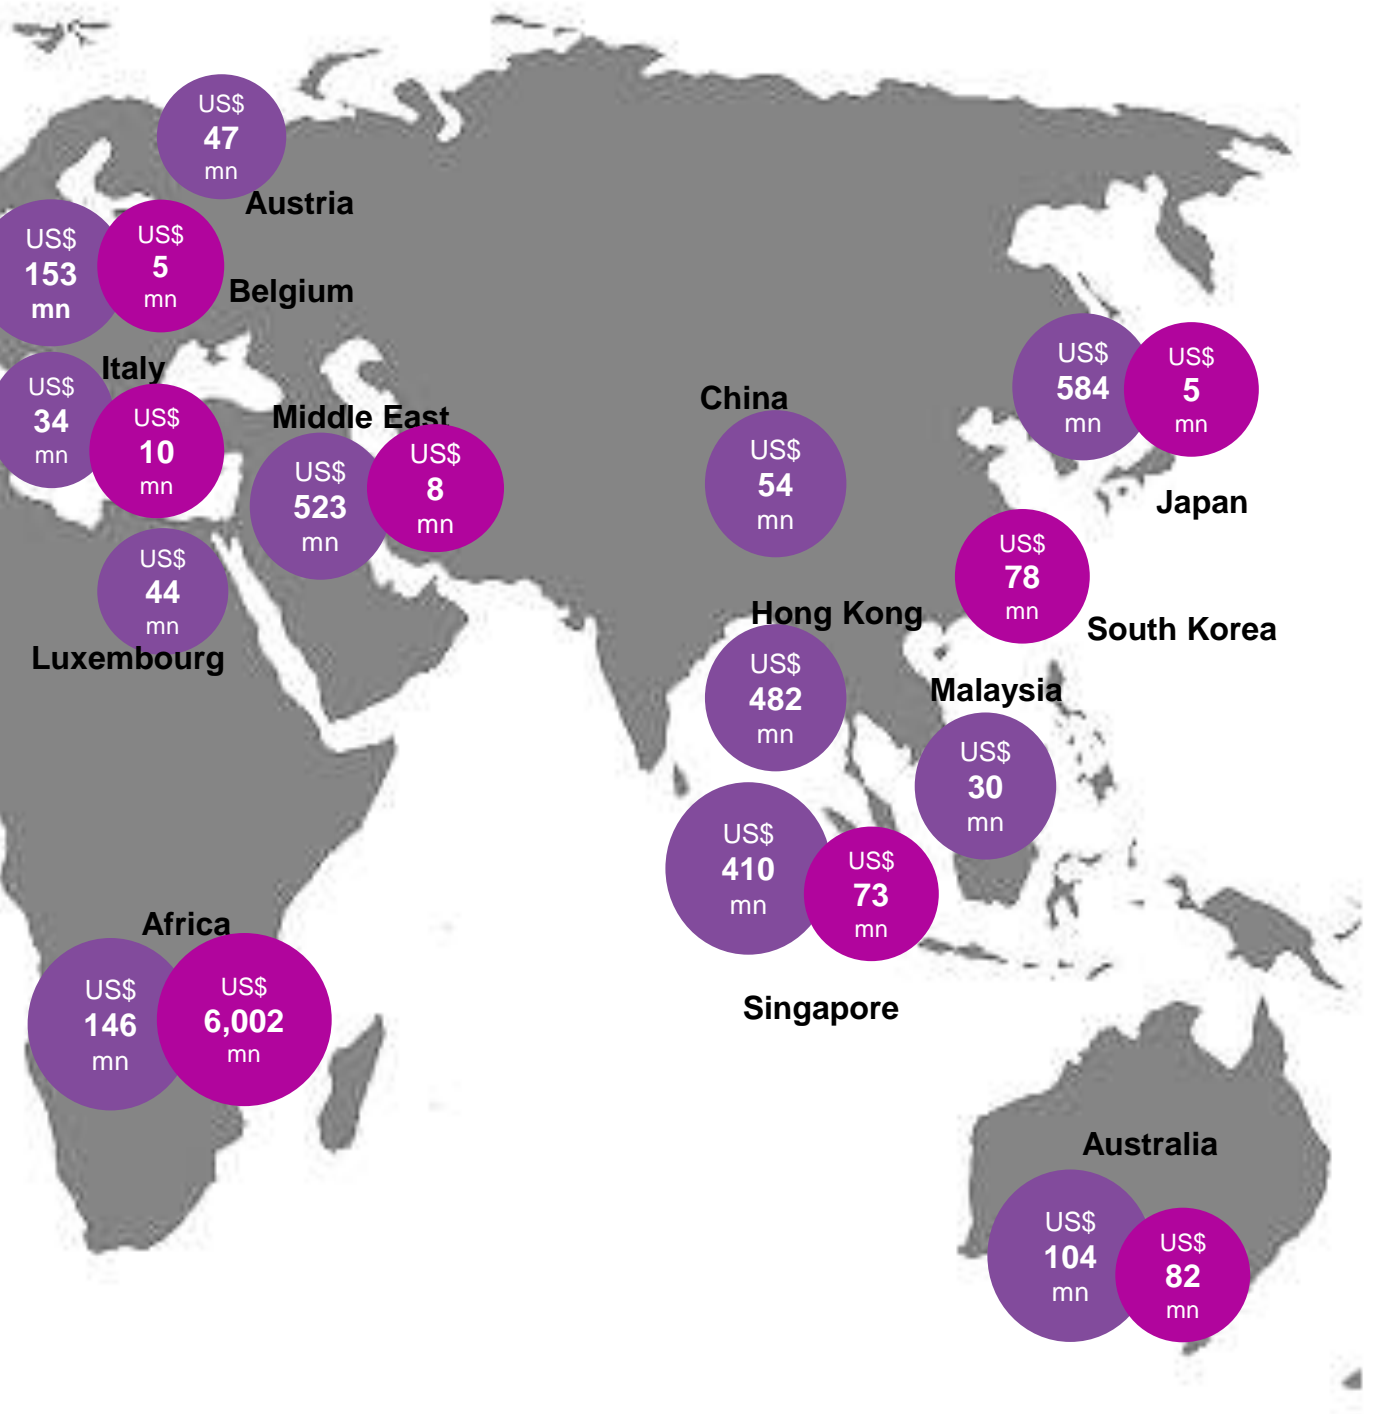 US$
47
mn
Austria
US$
153
mn
US$
5
mn
Belgium
Italy
US$
34
mn
US$
10
mn
Middle East
US$
523
mn
US$
8
mn
US$
44
mn
Luxembourg
China
US$
54
mn
US$
584
mn
US$
5
mn
Japan
US$
78
mn
South Korea
Hong Kong
US$
482
mn
Malaysia
US$
30
mn
US$
410
mn
US$
73
mn
Singapore
Africa
US$
146
mn
US$
6,002
mn
Australia
US$
104
mn
US$
82
mn